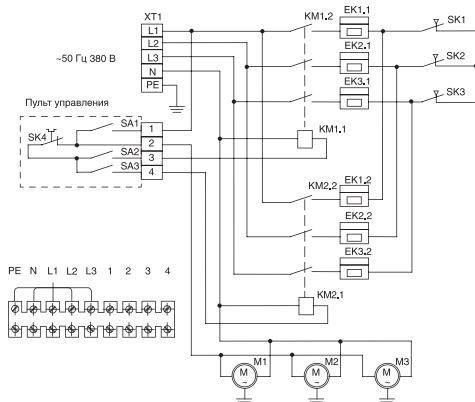 XT1
L1
L2
L3
N
PE
~50 Гц 380 В
KM1.2
EK1.1
SK1
EK2.1
SK2
EK3.1
SK3
Пульт управления
SA1
1
SK4
2
SA2
3
SA3
4
KM1.1
EK1.2
KM2.2
EK2.2
EK3.2
KM2.1
PE N L1 L2 L3 1 2 3 4
M1
M2
M3
M
~
M
~
M
~